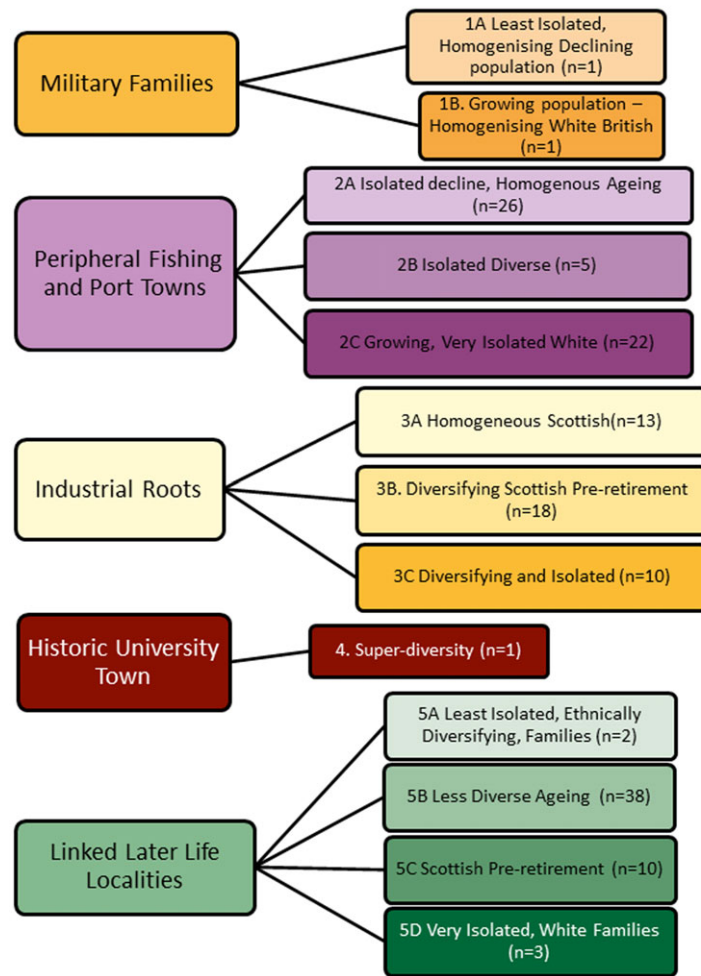 Military Families
1A Least Isolated,
Homogenising Declining
population (n=1)
1B. Growing population –
Homogenising White British
(n=1)
Peripheral Fishing
and Port Towns
2A Isolated decline, Homogenous Ageing
(n=26)
2B Isolated Diverse (n=5)
2C Growing, Very Isolated White (n=22)
Industrial Roots
3A Homogeneous Scottish(n=13)
3B. Diversifying Scottish Pre-retirement
(n=18)
3C Diversifying and Isolated (n=10)
Historic University
Town
4. Super-diversity (n=1)
Linked Later Life
Localities
5A Least Isolated, Ethnically
Diversifying, Families (n=2)
5B Less Diverse Ageing (n=38)
5C Scottish Pre-retirement (n=10)
5D Very Isolated, White Families
(n=3)